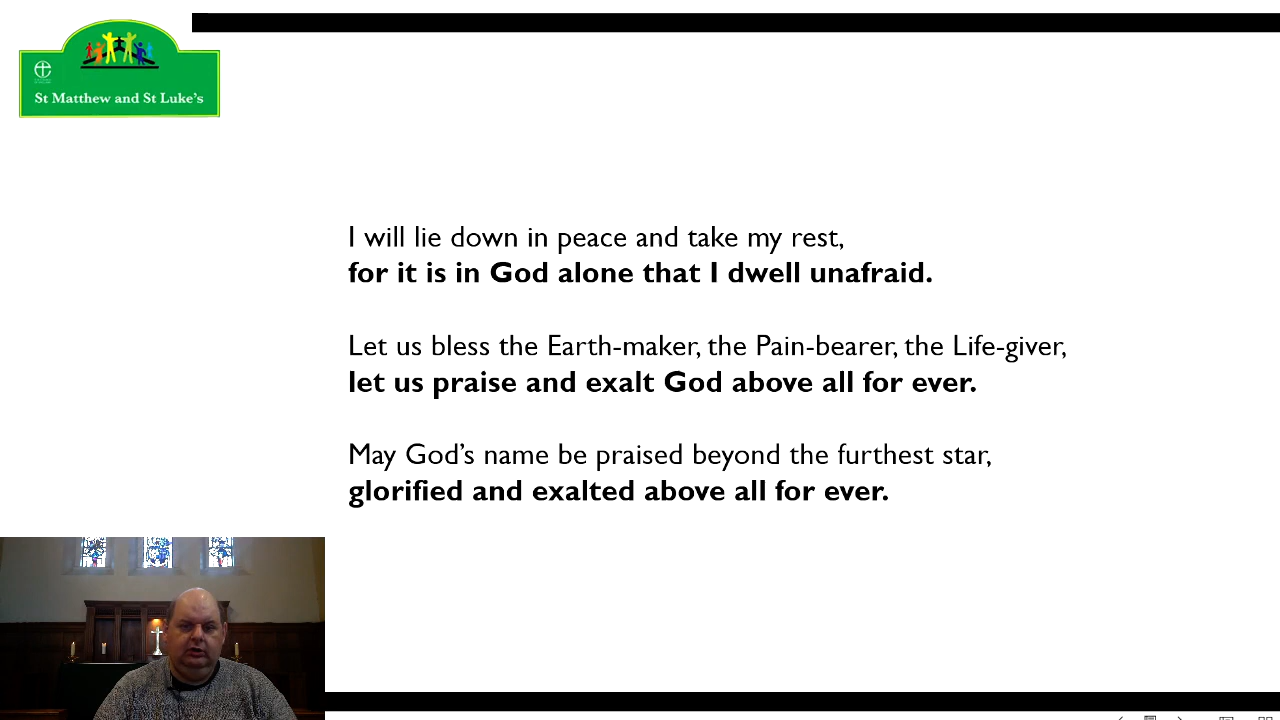 St Matthew and St Luke's
I will lie down in peace and take my rest,
for it is in God alone that I dwell unafraid.
Let us bless the Earth-maker, the Pain-bearer, the Life-giver,
let us praise and exalt God above all for ever.
May God’s name be praised beyond the furthest star,
glorified and exalted above all for ever.